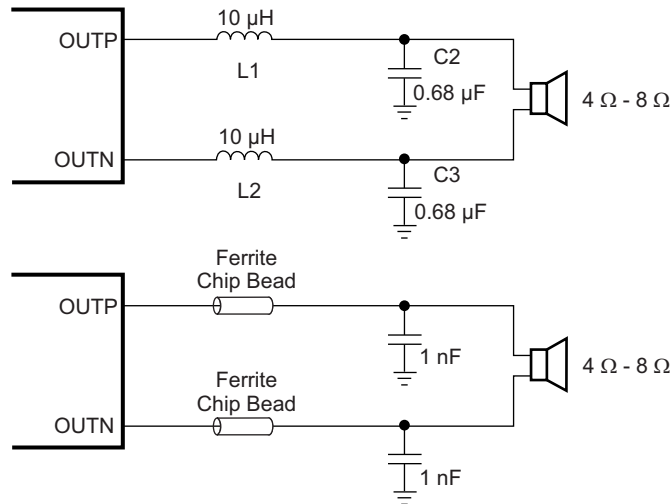 10 µH
OUTP
L1
C2
0.68 µF
4 Ω - 8 Ω
10 µH
OUTN
L2
C3
0.68 µF
Ferrite
Chip Bead
OUTP
1 nF
4 Ω - 8 Ω
Ferrite
Chip Bead
OUTN
1 nF